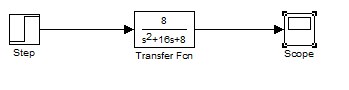 8
s2+16s+8
Step
Transfer Fcn
Scope